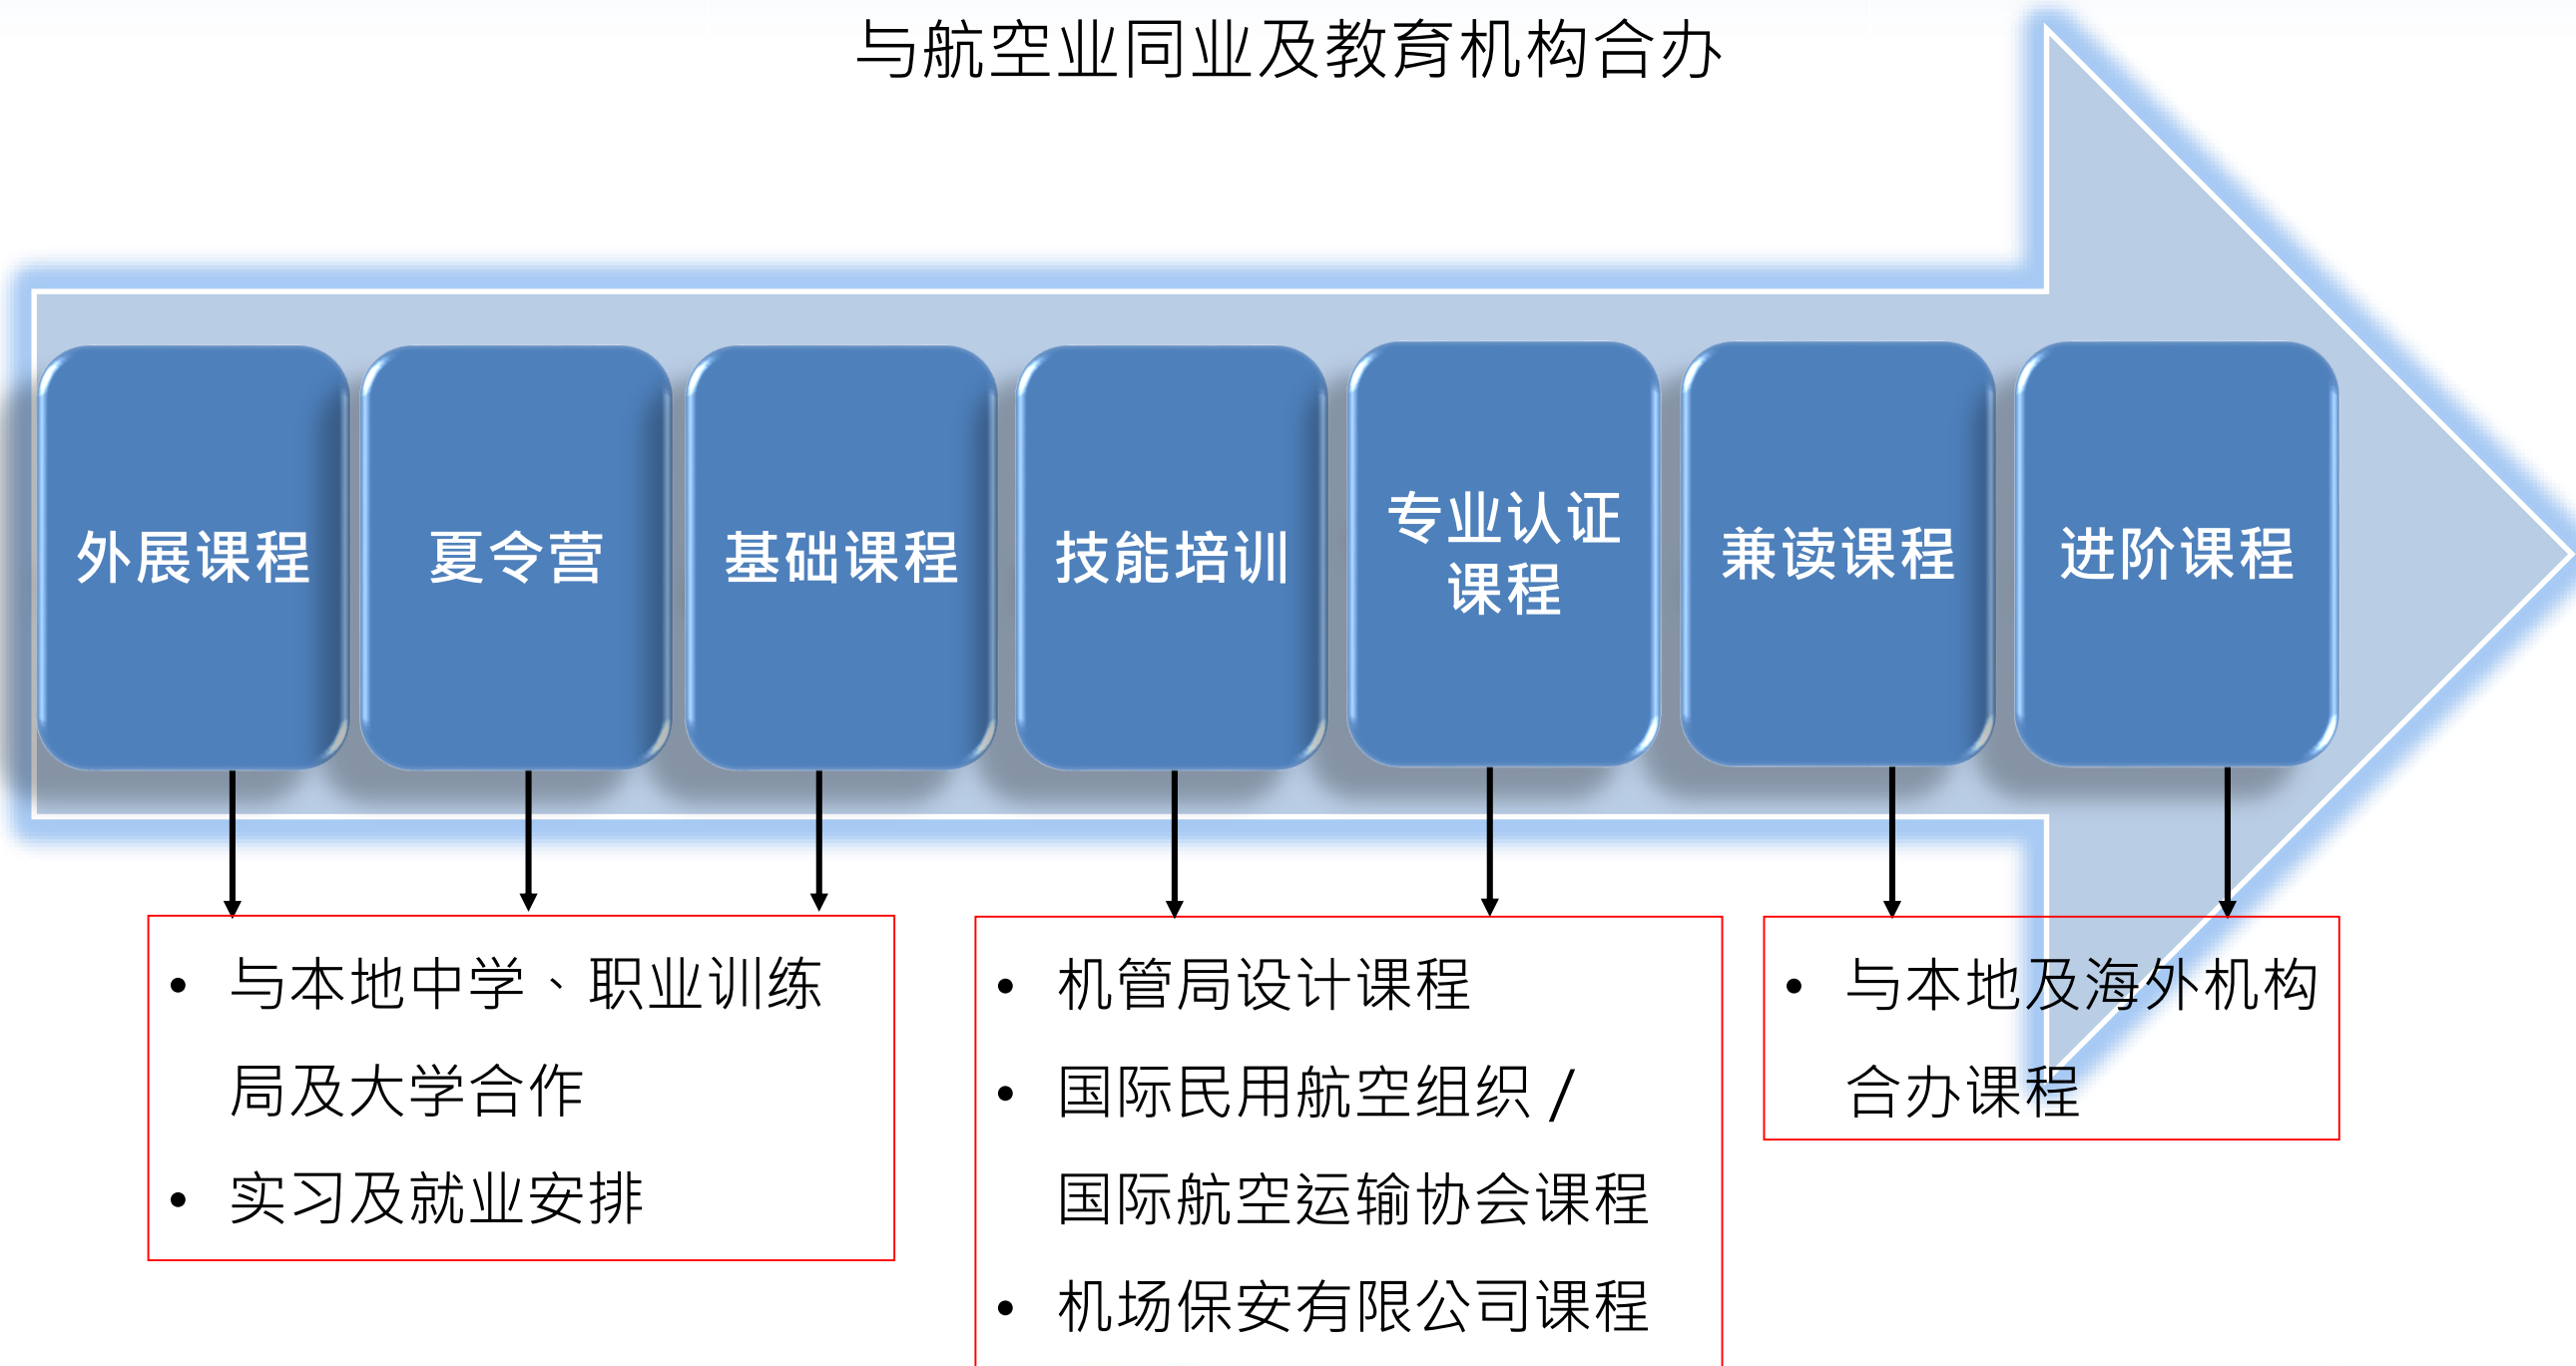 与航空业同业及教育机构合办
外展课程
夏令营
基础课程
技能培训
专业认证
课程
兼读课程
进阶课程
• 与本地中学、职业训练
局及大学合作
• 实习及就业安排
• 机管局设计课程
• 国际民用航空组织 /
国际航空运输协会课程
• 机场保安有限公司课程
• 与本地及海外机构
合办课程